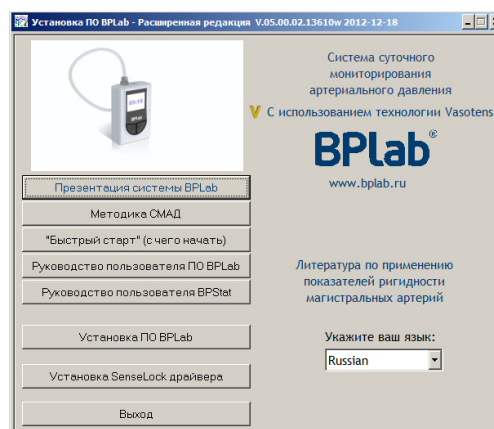 Установка ПО BPLab - Расширенная редакция V.05.00.02.13610w 2012-12-18
Система суточного
мониторирования
артериального давления
V С использованием технологии Vasotens
BPLab®
www.bplab.ru
BPLab
Презентация системы BPLab
Методика СМАД
"Быстрый старт" (с чего начать)
Руководство пользователя ПО BPLab
Руководство пользователя BPStat
Литература по применению
показателей ригидности
магистральных артерий
Установка ПО BPLab
Укажите ваш язык:
Russian
Установка SenseLock драйвера
Выход